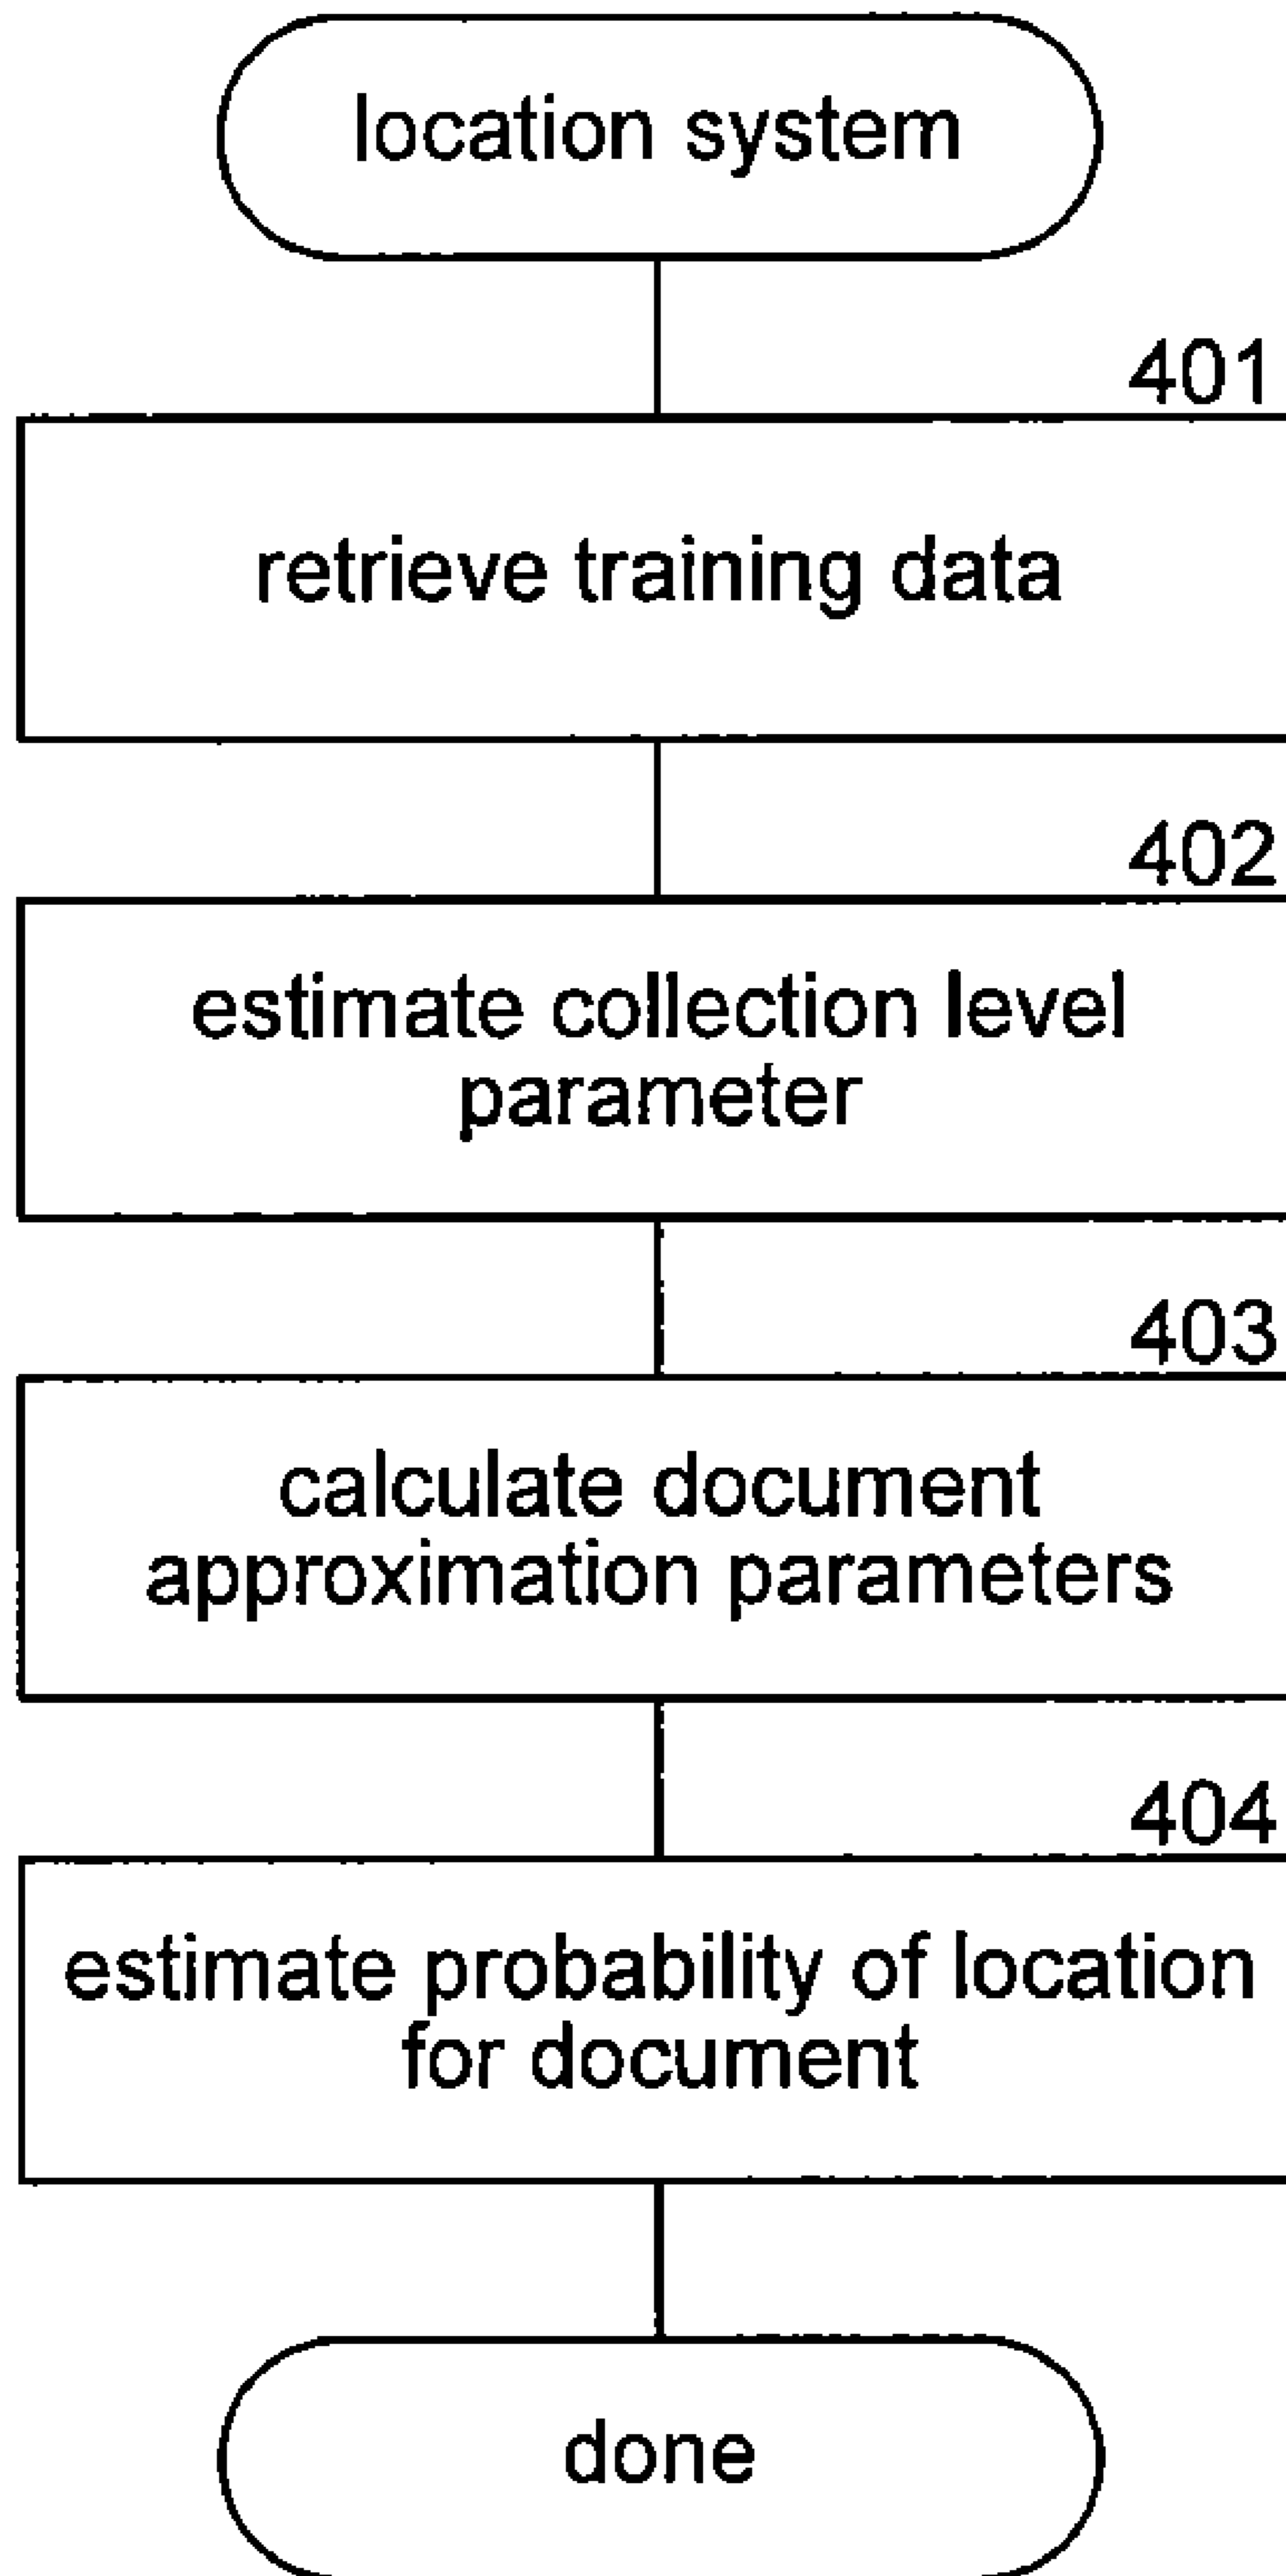 location system
401
retrieve training data
402
estimate collection level
parameter
403
calculate document
approximation parameters
404
estimate probability of location
for document
done